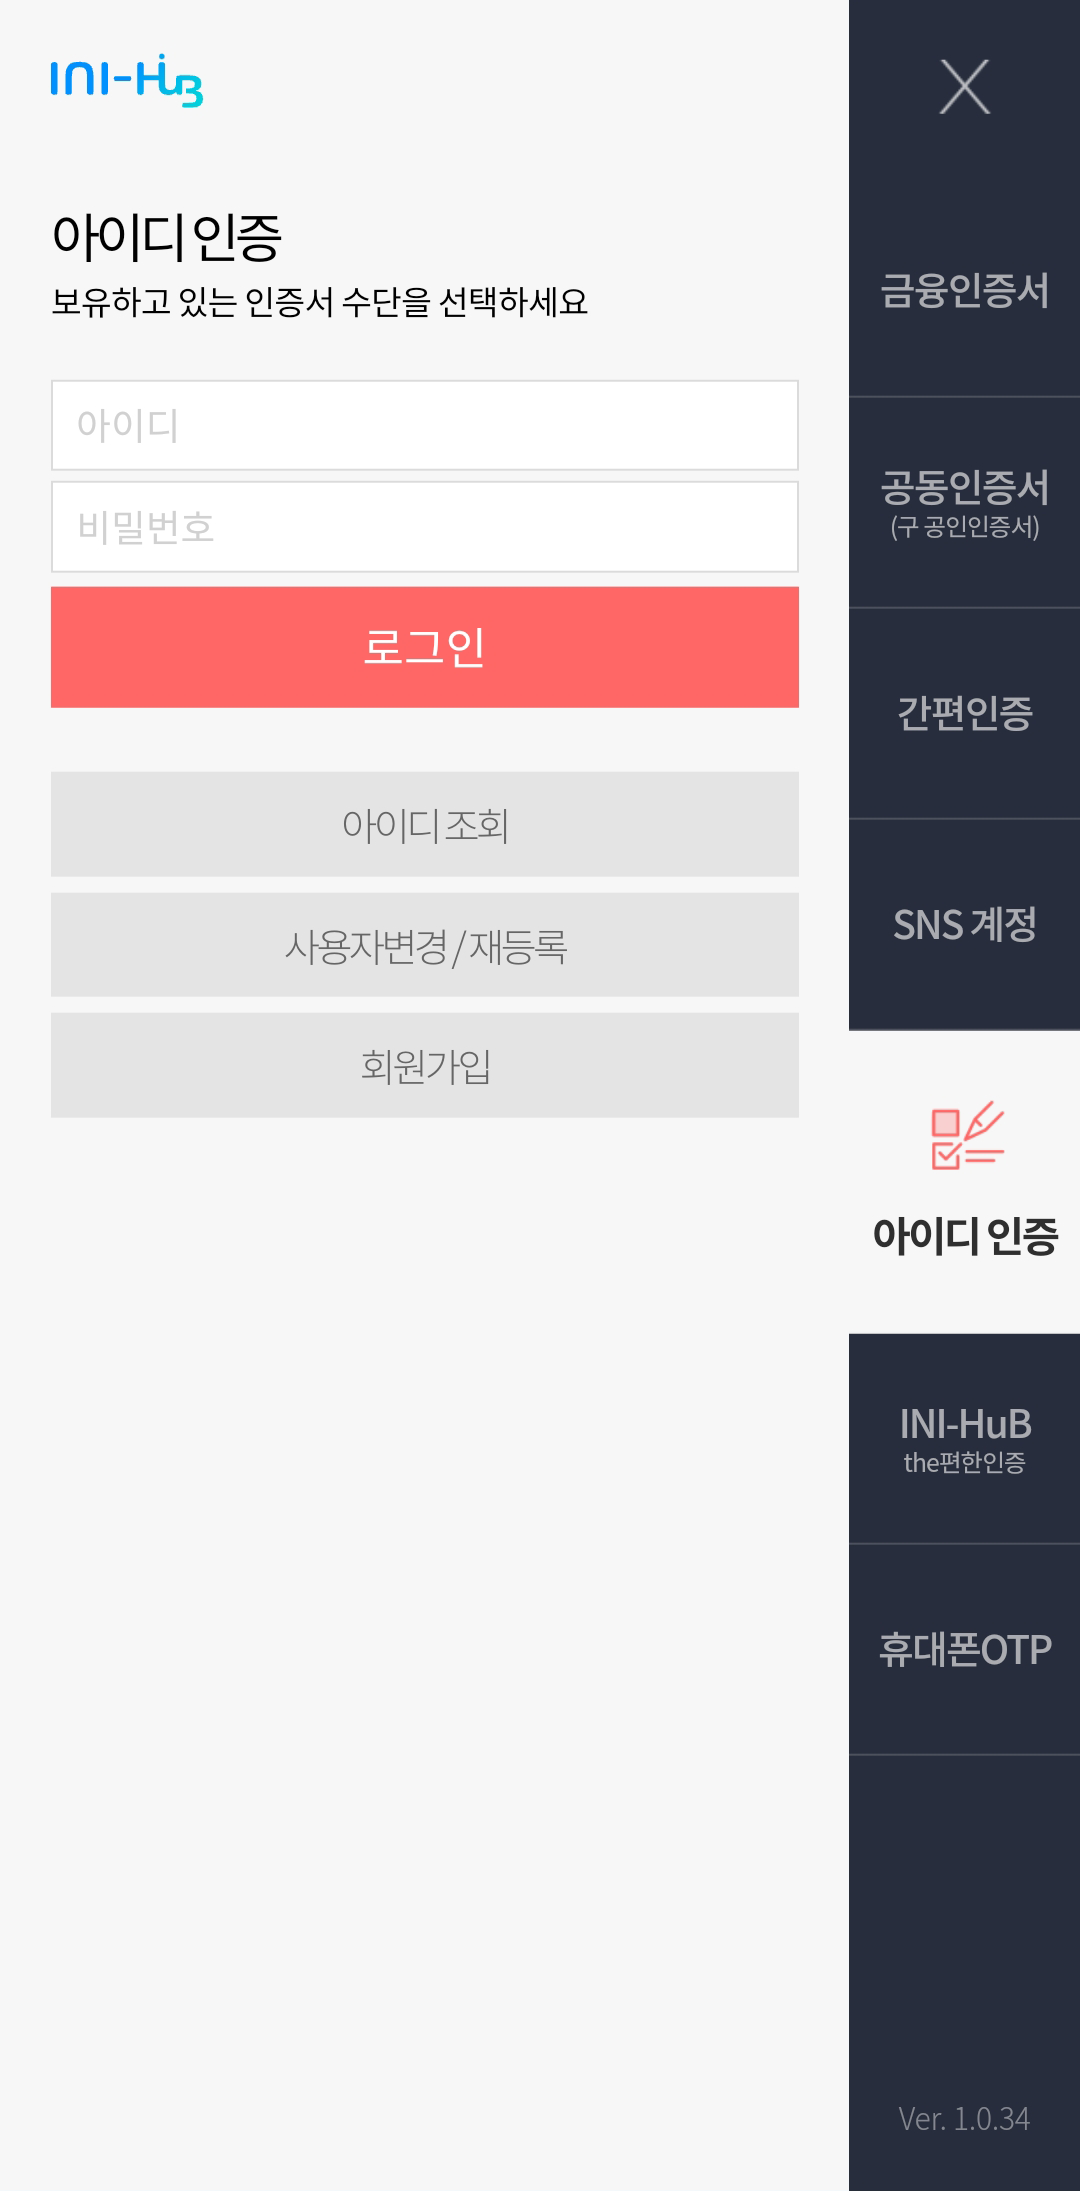 INI-HuB
아이디 인증
보유하고 있는 인증서 수단을 선택하세요
아이디
비밀번호
로그인
아이디 조회
사용자변경 / 재등록
회원가입
금융인증서
공동인증서
(구 공인인증서)
간편인증
SNS 계정
아이디 인증
INI-HuB
the편한인증
휴대폰OTP
Ver. 1.0.34